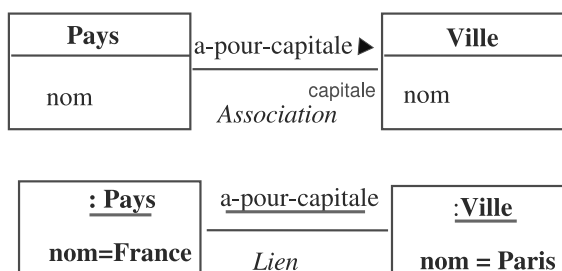 Pays
a-pour-capitale ▶
Ville
nom
capitale
nom
Association
: Pays
a-pour-capitale
:Ville
nom=France
Lien
nom = Paris